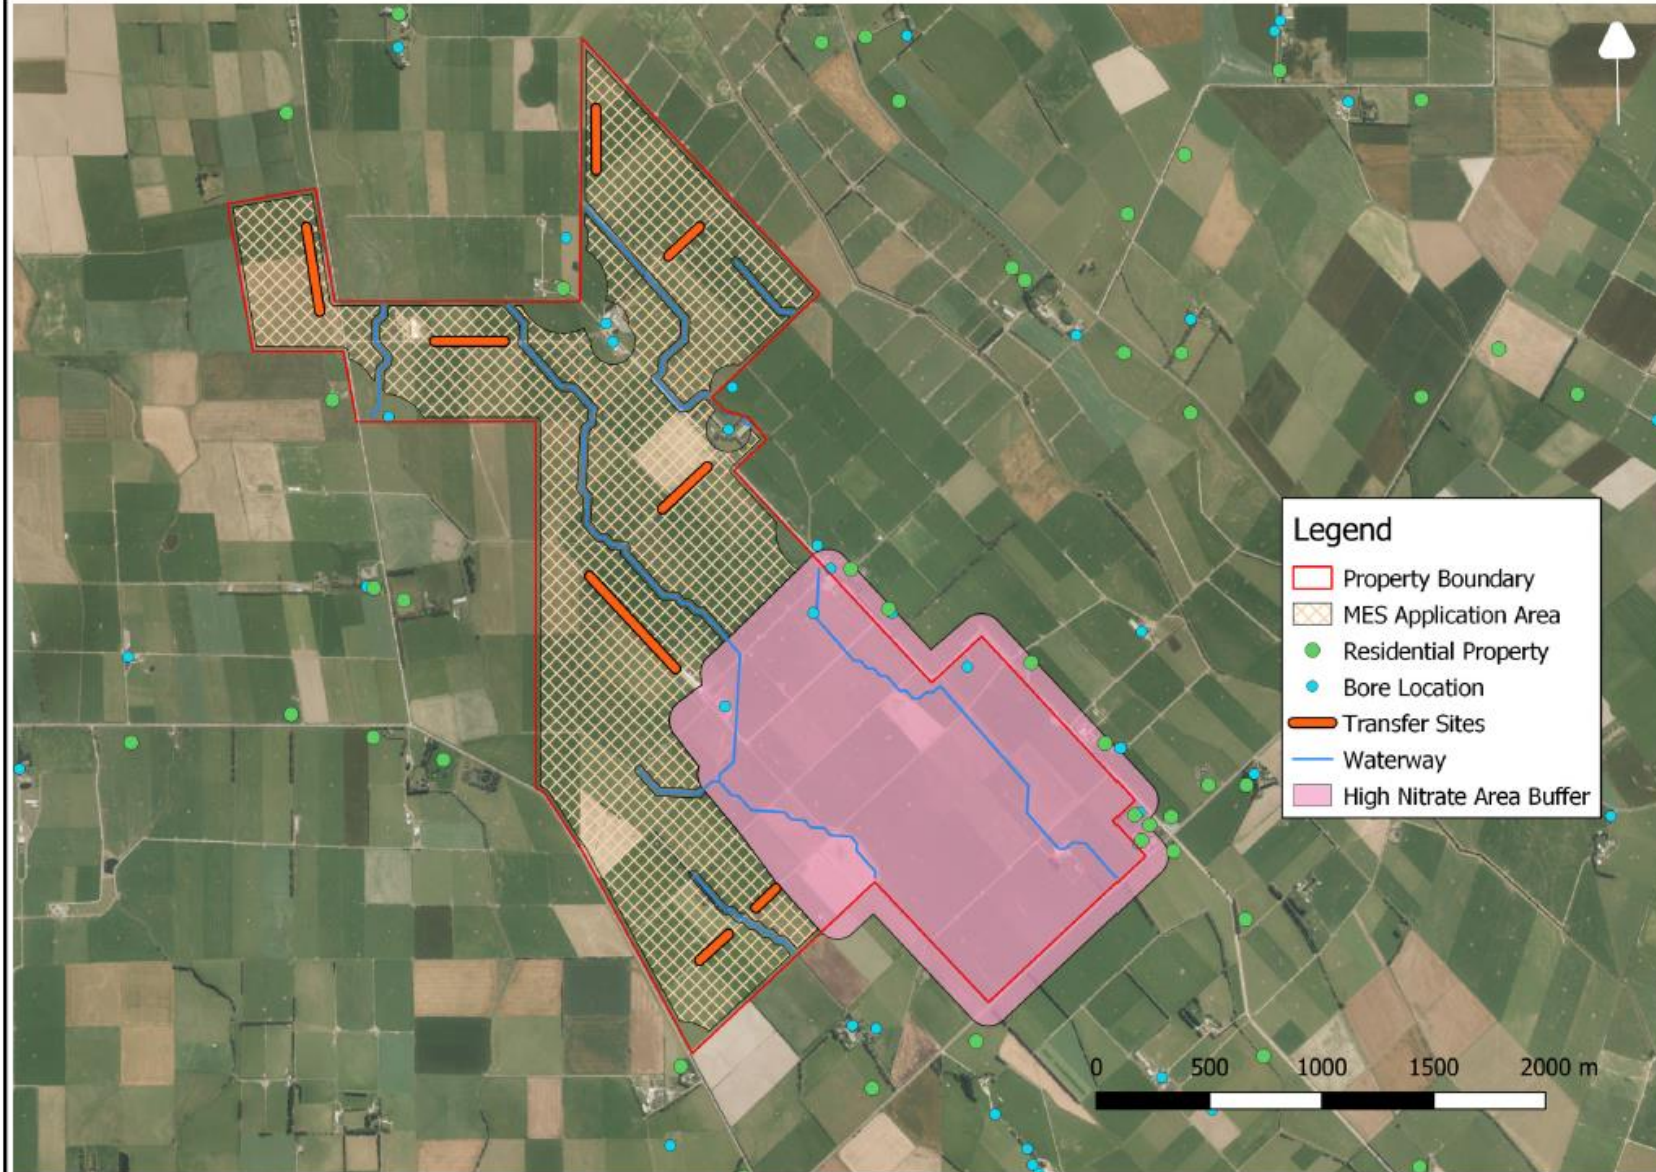 Legend
Property Boundary
MES Application Area
Residential Property
Bore Location
Transfer Sites
Waterway
High Nitrate Area Buffer
0 500 1000 1500 2000 m